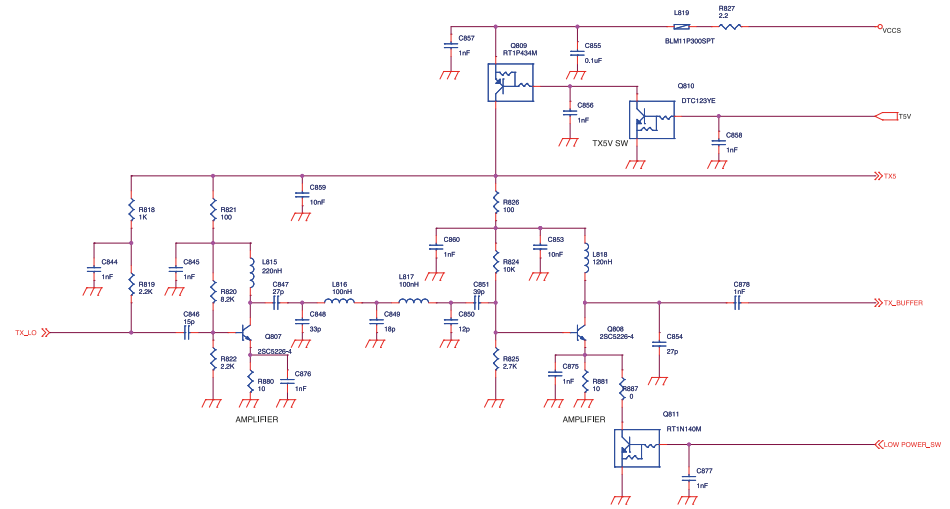 L819
R827
2.2
BLM11P300SPT
VCCS
C857
1nF
Q809
RT1P434M
C855
0.1uF
Q810
DTC123YE
C856
1nF
TX5V SW
T5V
C858
1nF
TX5
R818
1K
R821
100
C859
10nF
R826
100
C844
1nF
R819
2.2K
C845
1nF
L815
220nH
C860
1nF
R824
10K
C853
10nF
L818
120nH
R820
8.2K
C847
27p
L816
100nH
L817
100nH
C851
39p
C878
1nF
TX_BUFFER
C846
15p
TX_LO
C848
33p
C849
18p
C850
12p
Q807
2SC5226-4
Q808
2SC5226-4
C854
27p
R822
2.2K
R880
10
C876
1nF
R825
2.7K
C875
1nF
R881
10
R887
0
AMPLIFIER
AMPLIFIER
Q811
RT1N140M
LOW POWER_SW
C877
1nF